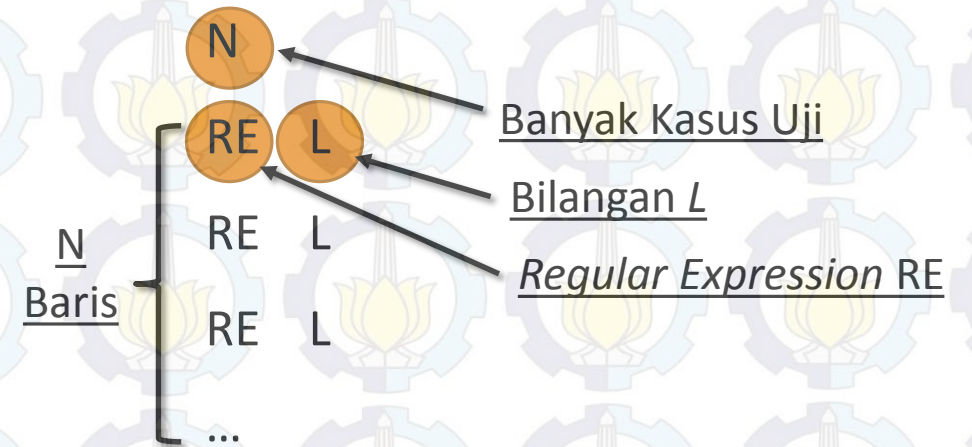 N
Banyak Kasus Uji
RE L
Bilangan L
RE L
N
Baris
Regular Expression RE
RE L
...